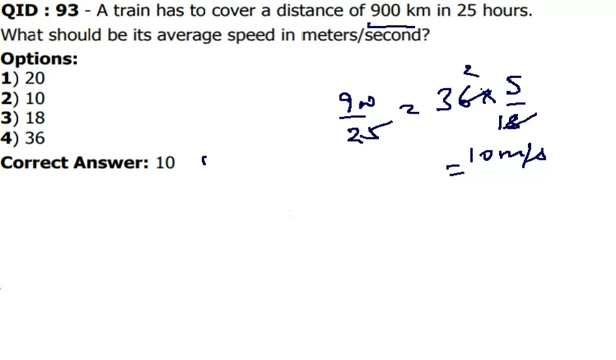 QID : 93 - A train has to cover a distance of 900 km in 25 hours.
What should be its average speed in meters/second?
Options:
1) 20
2) 10
3) 18
4) 36
Correct Answer: 10
900/25 = 36 × 5/18
2
= 10 m/s